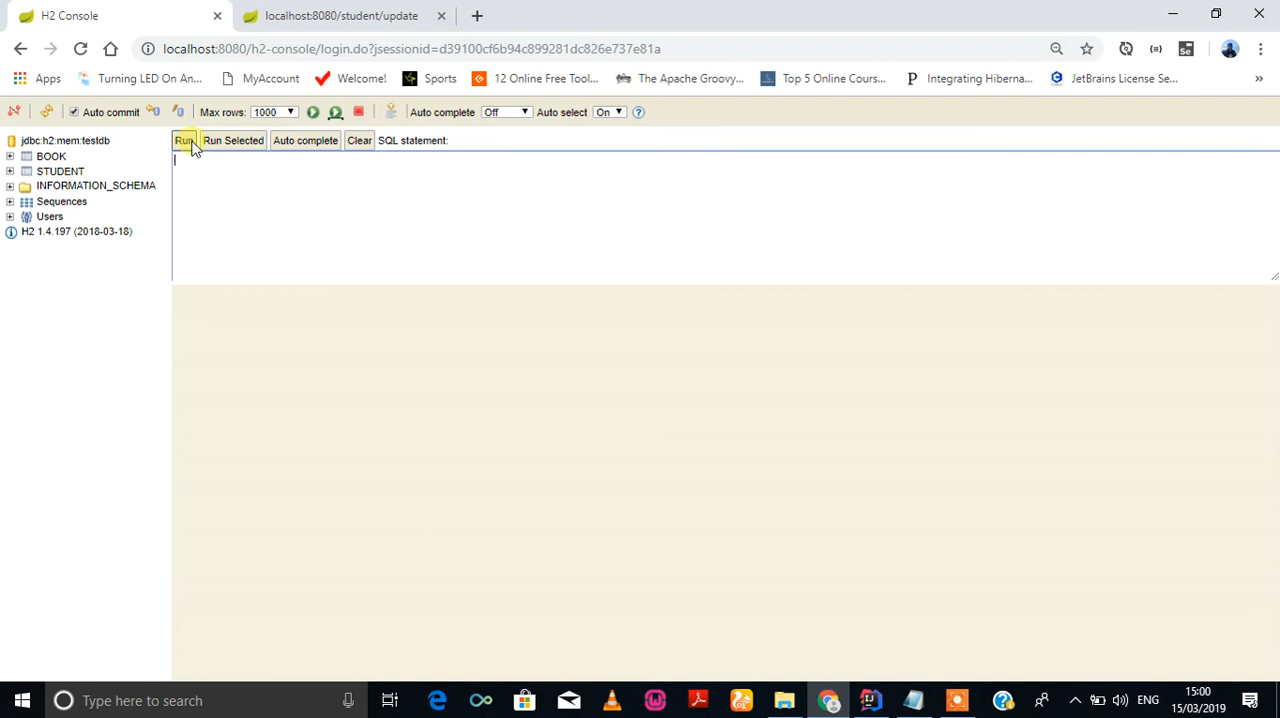 H2 Console
localhost:8080/student/update
localhost:8080/h2-console/login.do?jsessionid=d39100cf6b94c899281dc826e737e81a
Apps
Turning LED On An...
MyAccount
Welcome!
Sports
12 Online Free Tool...
The Apache Groovy...
Top 5 Online Cours...
Integrating Hiberna...
JetBrains License Se...
Auto commit
Max rows: 1000
Auto complete Off
Auto select On
jdbc:h2:mem:testdb
BOOK
STUDENT
INFORMATION_SCHEMA
Sequences
Users
H2 1.4.197 (2018-03-18)
Run Run Selected Auto complete Clear SQL statement:
Type here to search
ENG
15:00
15/03/2019